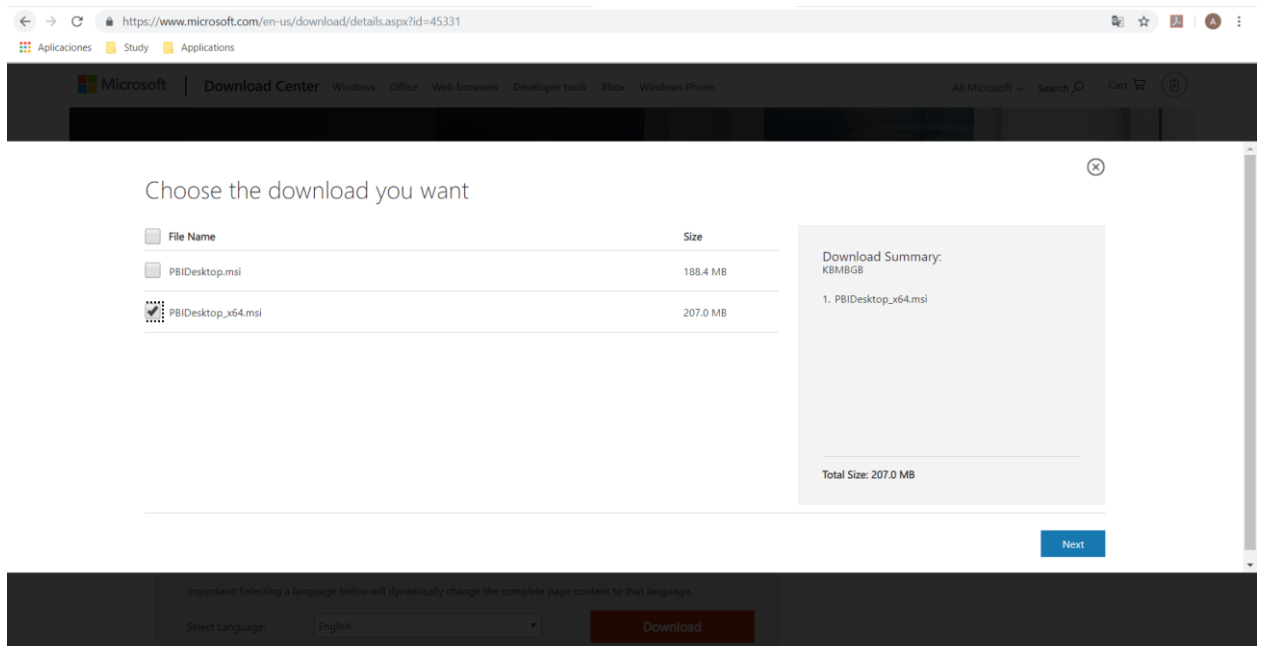 https://www.microsoft.com/en-us/download/details.aspx?id=45331
A
Aplicaciones Study Applications
Microsoft Download Center Windows Office Web browsers Developer tools Xbox Windows Phone All Microsoft Search Cart
Choose the download you want
File Name Size
PBIDesktop.msi 188.4 MB
PBIDesktop_x64.msi 207.0 MB
Download Summary:
KBMBGB
1. PBIDesktop_x64.msi
Total Size: 207.0 MB
Next
Important! Selecting a language below will dynamically change the complete page content to that language.
Select Language: English Download